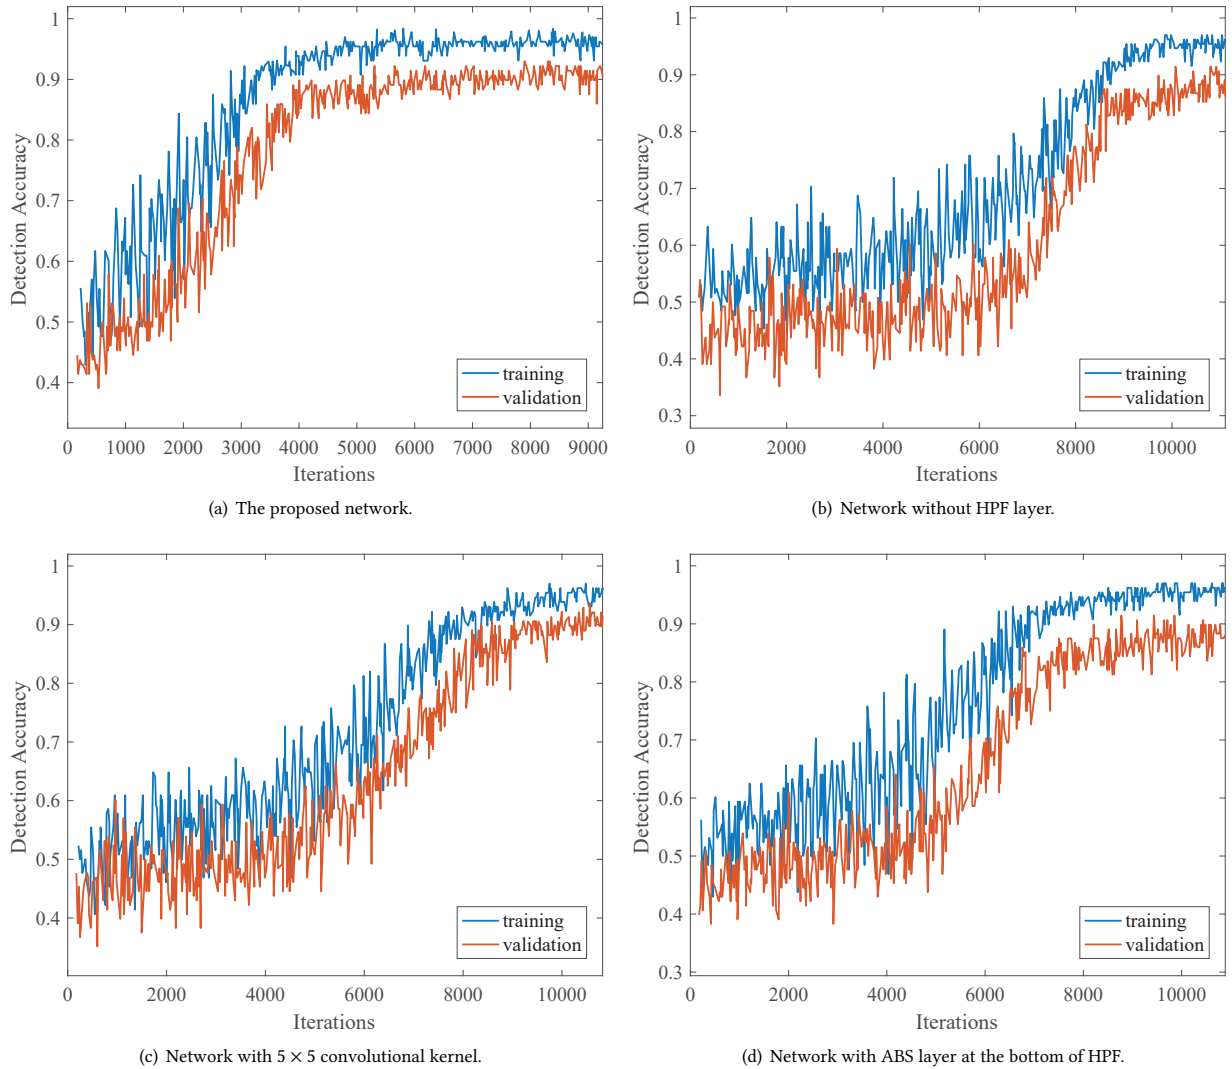 1
0.9
0.8
0.7
0.6
0.5
0.4
Detection Accuracy
0 1000 2000 3000 4000 5000 6000 7000 8000 9000
Iterations
training
validation
(a) The proposed network.
1
0.9
0.8
0.7
0.6
0.5
0.4
0.3
Detection Accuracy
0 2000 4000 6000 8000 10000
Iterations
training
validation
(b) Network without HPF layer.
1
0.9
0.8
0.7
0.6
0.5
0.4
Detection Accuracy
0 2000 4000 6000 8000 10000
Iterations
training
validation
(c) Network with 5 × 5 convolutional kernel.
1
0.9
0.8
0.7
0.6
0.5
0.4
0.3
Detection Accuracy
0 2000 4000 6000 8000 10000
Iterations
training
validation
(d) Network with ABS layer at the bottom of HPF.